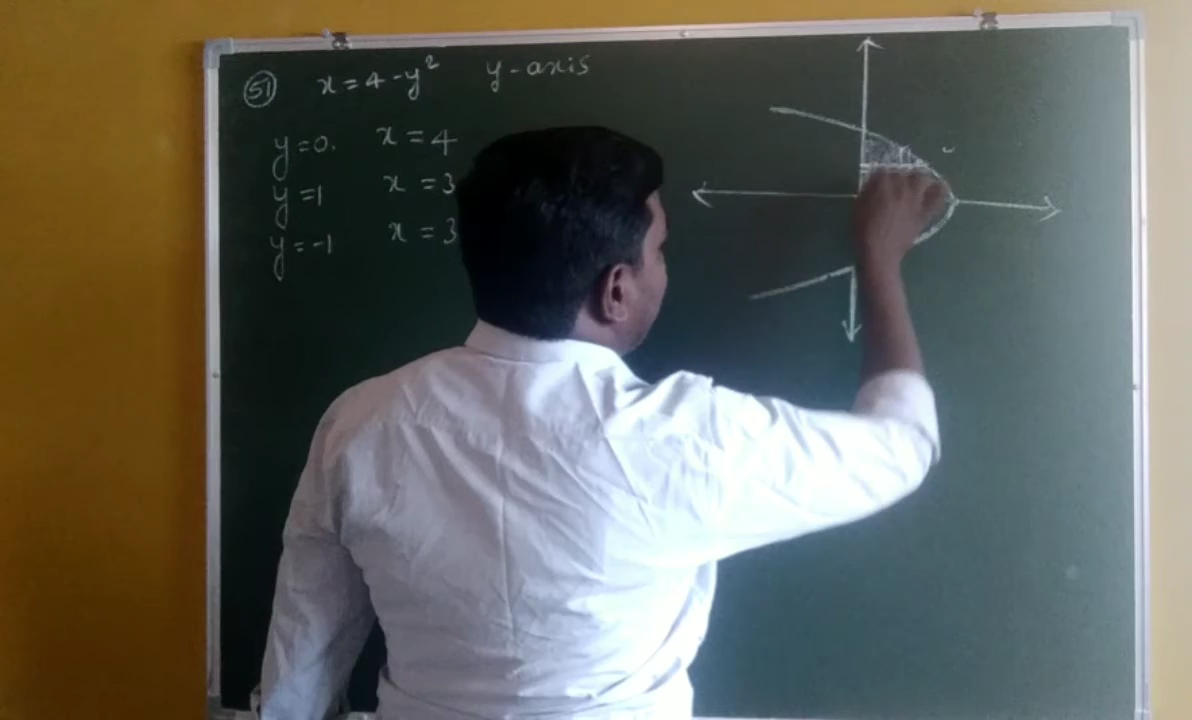 51 x = 4 - y² y-axis
y = 0. x = 4
y = 1 x = 3
y = -1 x = 3